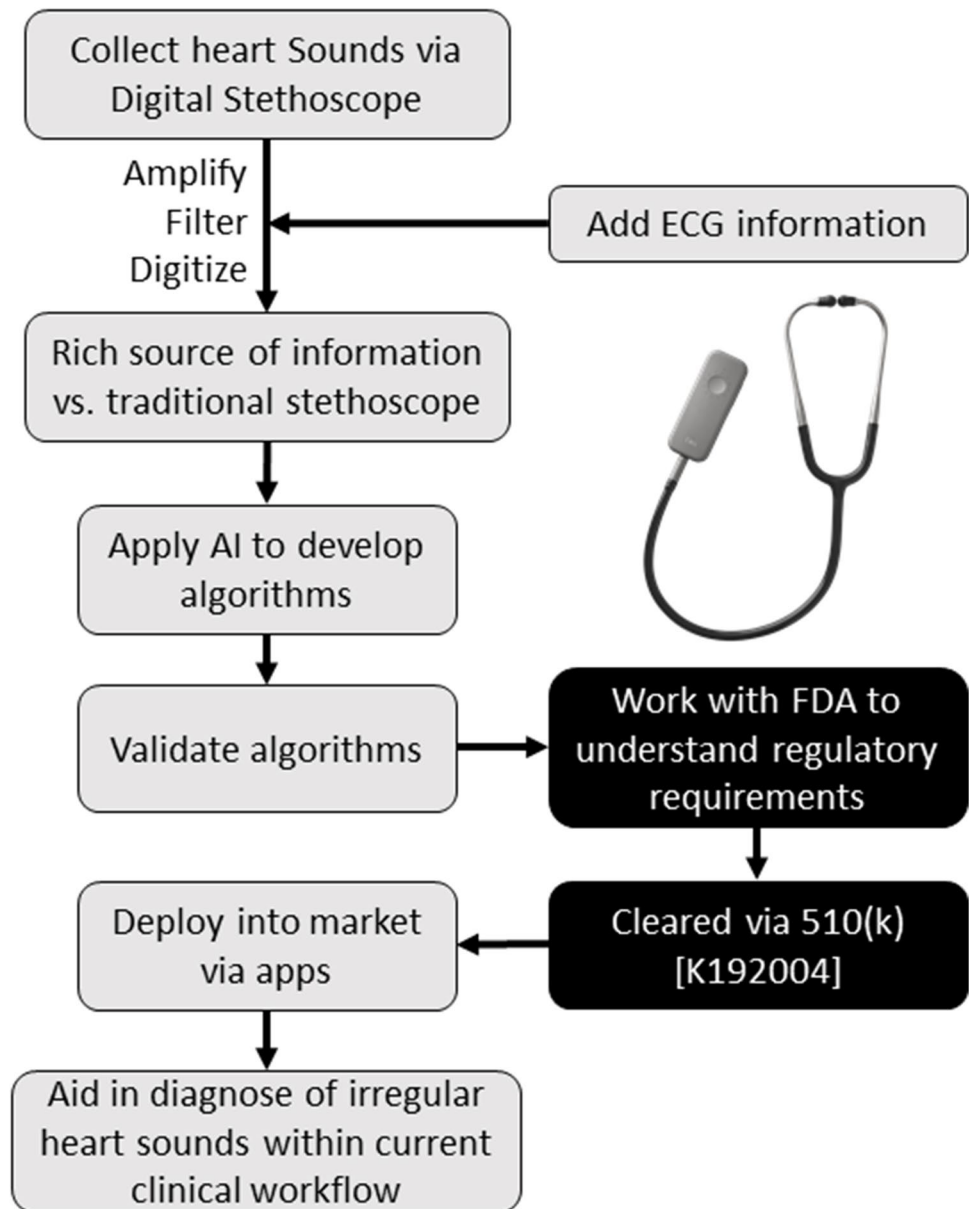 Collect heart Sounds via
Digital Stethoscope
Amplify
Filter
Digitize
Add ECG information
Rich source of information
vs. traditional stethoscope
Apply AI to develop
algorithms
Validate algorithms
Work with FDA to
understand regulatory
requirements
Cleared via 510(k)
[K192004]
Deploy into market
via apps
Aid in diagnose of irregular
heart sounds within current
clinical workflow